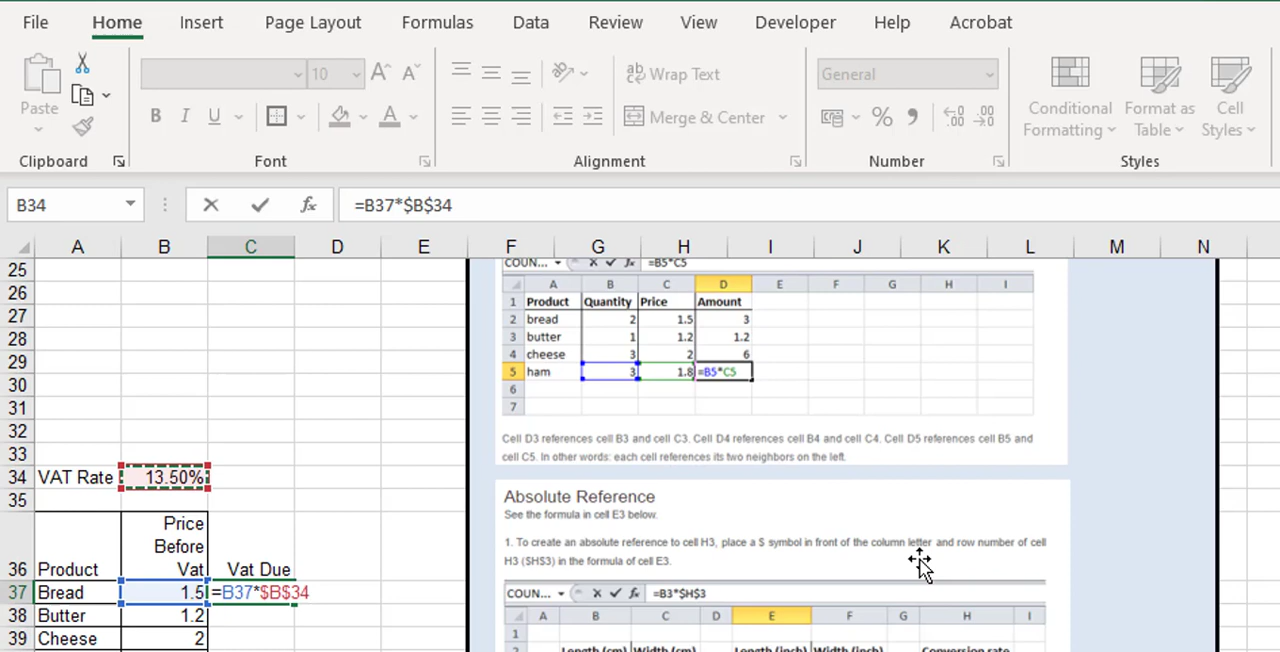 File Home Insert Page Layout Formulas Data Review View Developer Help Acrobat
Paste
10 A A
B I U A
ab Wrap Text
c
Merge & Center
General
% , .00
.00
Conditional
Formatting
Format as
Table
Cell
Styles
Clipboard Font Alignment Number Styles
B34 fx =B37*$B$34
A B C D E F G H I J K L M N
25
26
27
28
29
30
31
32
33
34 VAT Rate 13.50%
35
36 Product Price
Before
Vat Vat Due
37 Bread 1.5 =B37*$B$34
38 Butter 1.2
39 Cheese 2
COUN... fx =B5*C5
A B C D E F G H I
1 Product Quantity Price Amount
2 bread 2 1.5 3
3 butter 1 1.2 1.2
4 cheese 3 2 6
5 ham 3 1.8 =B5*C5
6
7
Cell D3 references cell B3 and cell C3. Cell D4 references cell B4 and cell C4. Cell D5 references cell B5 and
cell C5. In other words: each cell references its two neighbors on the left.
Absolute Reference
See the formula in cell E3 below.
1. To create an absolute reference to cell H3, place a $ symbol in front of the column letter and row number of cell
H3 ($H$3) in the formula of cell E3.
COUN... fx =B3*$H$3
A B C D E F G H I
1
2 Length (cm) Width (cm) Length (inch) Width (inch) Conversion rate